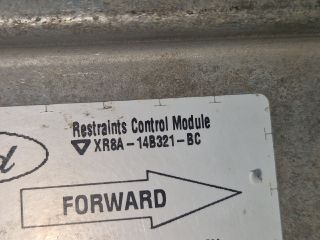 Restraints Control Module
XR8A-14B321-BC
FORWARD